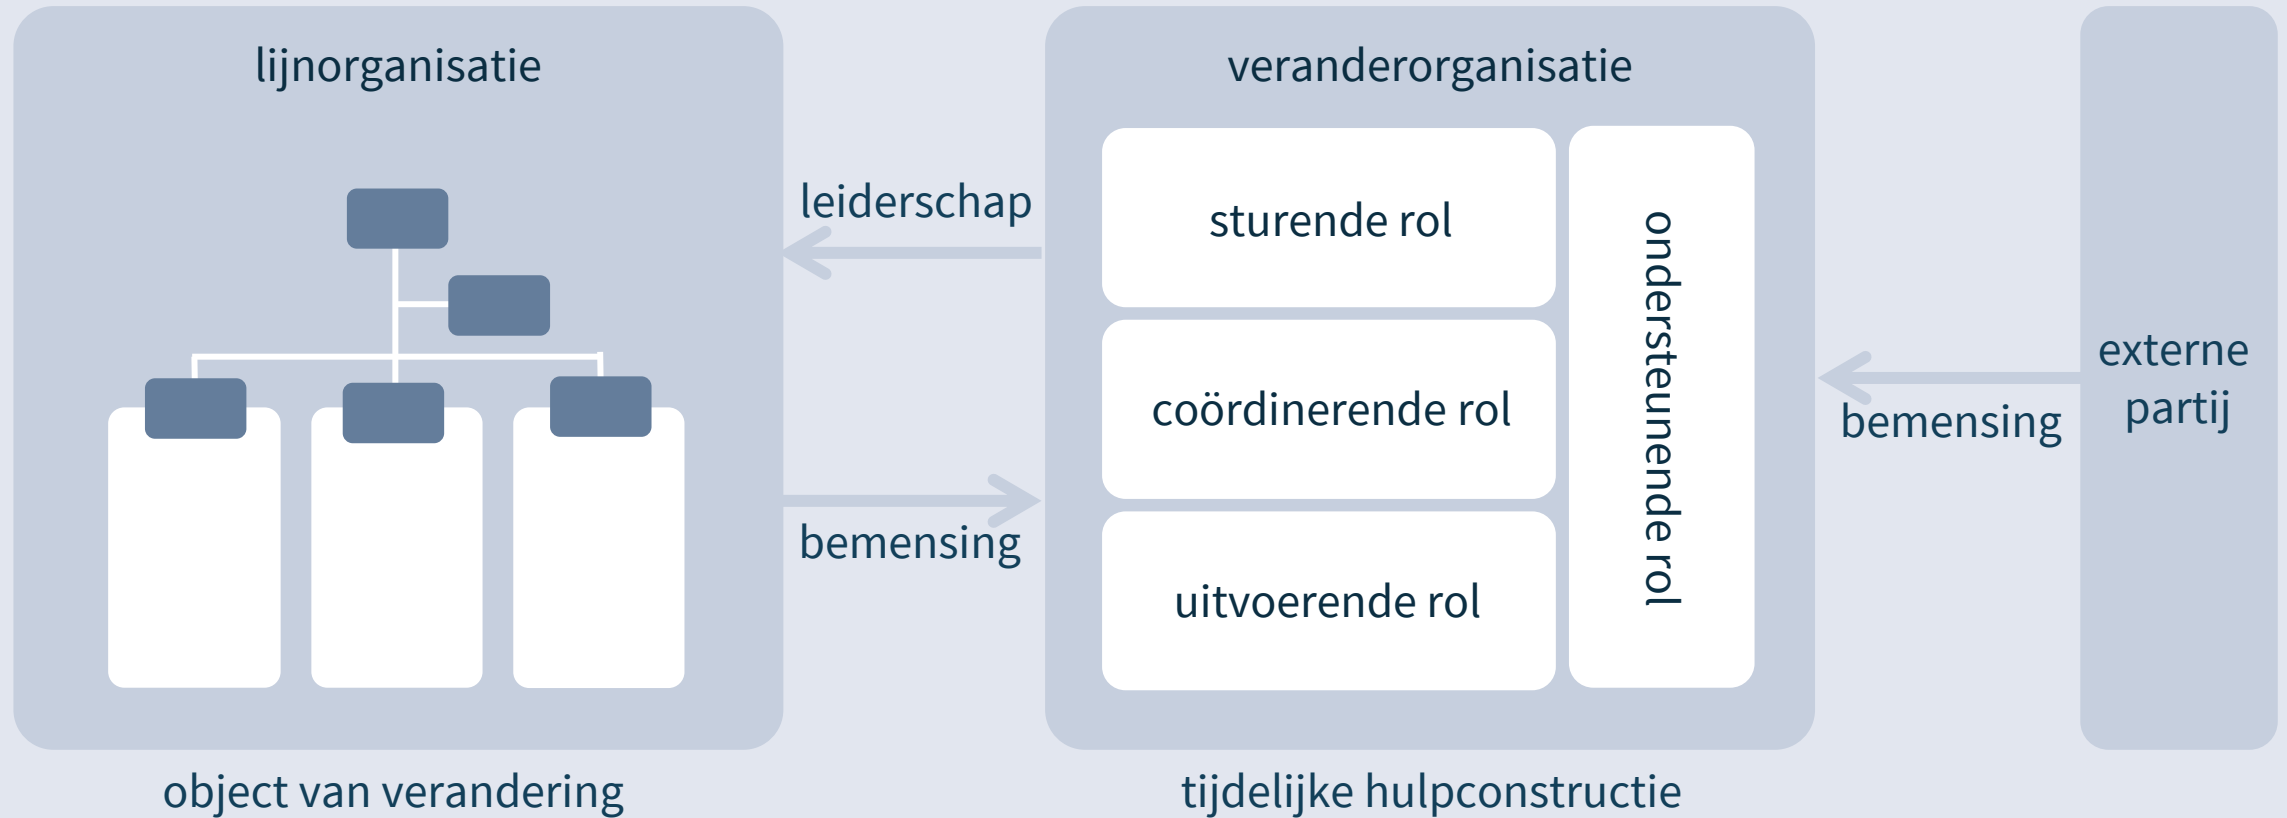 lijnorganisatie
object van verandering
leiderschap
bemensing
veranderorganisatie
sturende rol
coördinerende rol
uitvoerende rol
ondersteunende rol
tijdelijke hulpconstructie
bemensing
externe
partij